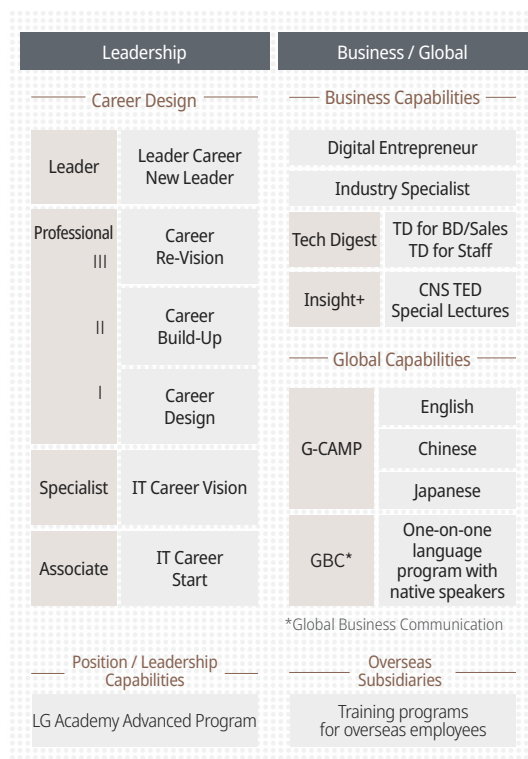 Leadership
Career Design
Leader
Leader Career
New Leader
Professional
III
Career
Re-Vision
II
Career
Build-Up
I
Career
Design
Specialist
IT Career Vision
Associate
IT Career
Start
Position / Leadership
Capabilities
LG Academy Advanced Program
Business / Global
Business Capabilities
Digital Entrepreneur
Industry Specialist
Tech Digest
TD for BD/Sales
TD for Staff
Insight+
CNS TED
Special Lectures
Global Capabilities
G-CAMP
English
Chinese
Japanese
GBC*
One-on-one
language
program with
native speakers
*Global Business Communication
Overseas
Subsidiaries
Training programs
for overseas employees